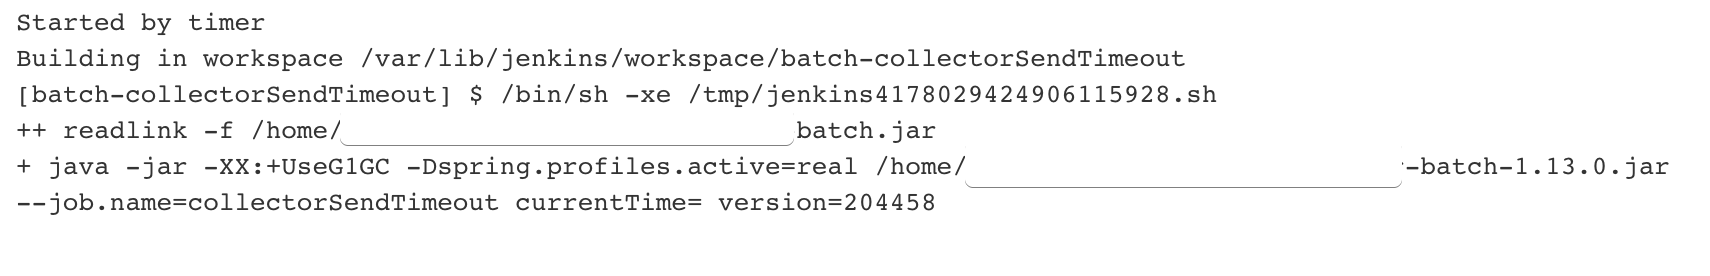 Started by timer
Building in workspace /var/lib/jenkins/workspace/batch-collectorSendTimeout
[batch-collectorSendTimeout] $ /bin/sh -xe /tmp/jenkins4178029424906115928.sh
++ readlink -f /home/ batch.jar
+ java -jar -XX:+UseG1GC -Dspring.profiles.active=real /home/ -batch-1.13.0.jar
--job.name=collectorSendTimeout currentTime= version=204458